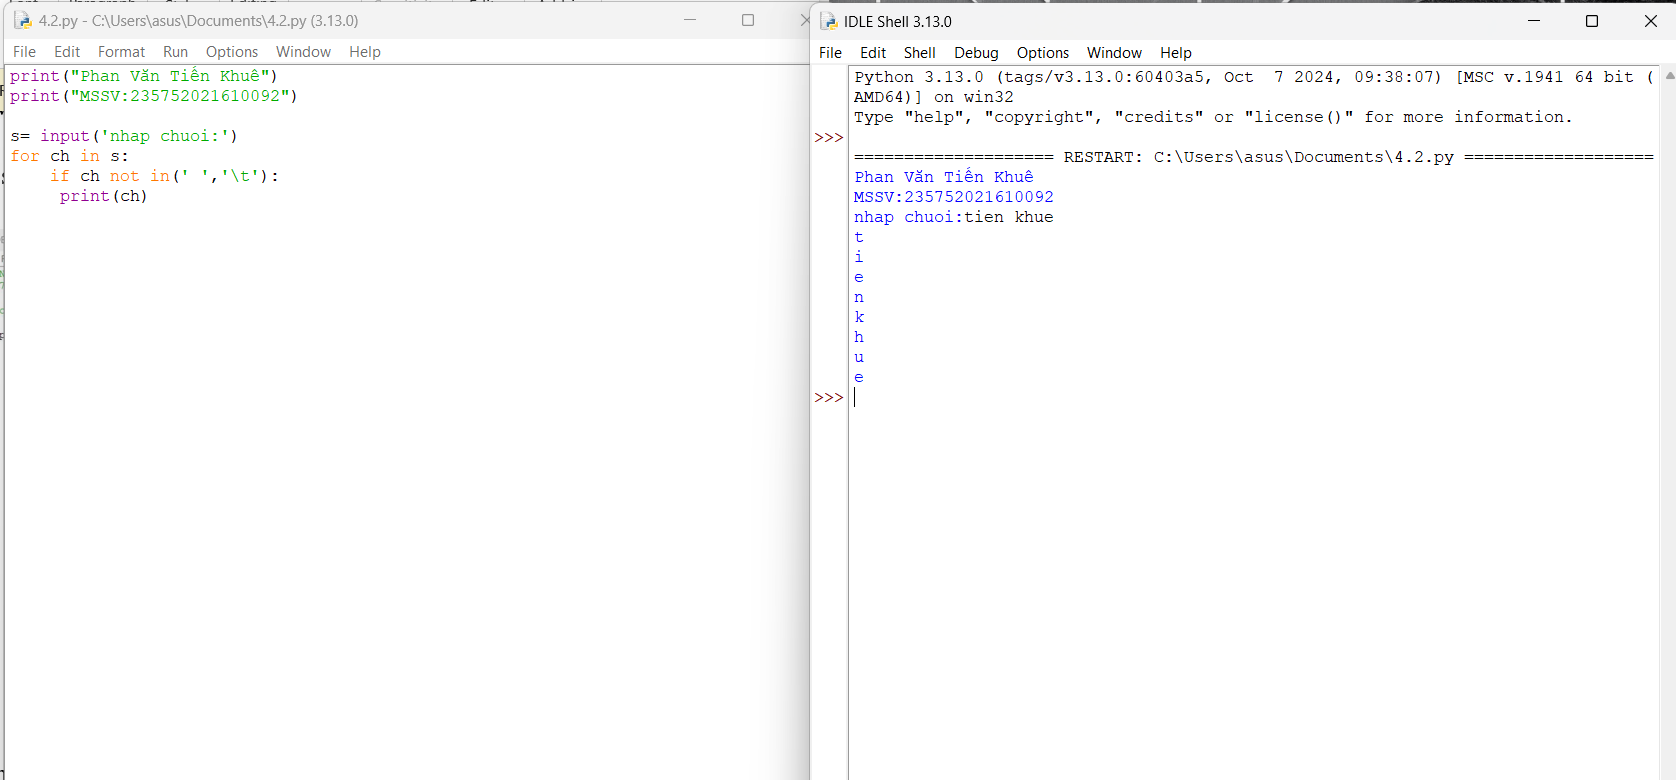 4.2.py - C:\Users\asus\Documents\4.2.py (3.13.0)
File Edit Format Run Options Window Help
print("Phan Văn Tiến Khuê")
print("MSSV:235752021610092")
s= input('nhap chuoi:')
for ch in s:
    if ch not in(' ','\t'):
     print(ch)
IDLE Shell 3.13.0
File Edit Shell Debug Options Window Help
Python 3.13.0 (tags/v3.13.0:60403a5, Oct  7 2024, 09:38:07) [MSC v.1941 64 bit (
AMD64)] on win32
Type "help", "copyright", "credits" or "license()" for more information.
>>>
==================== RESTART: C:\Users\asus\Documents\4.2.py ===================
Phan Văn Tiến Khuê
MSSV:235752021610092
nhap chuoi:tien khue
t
i
e
n
k
h
u
e
>>>